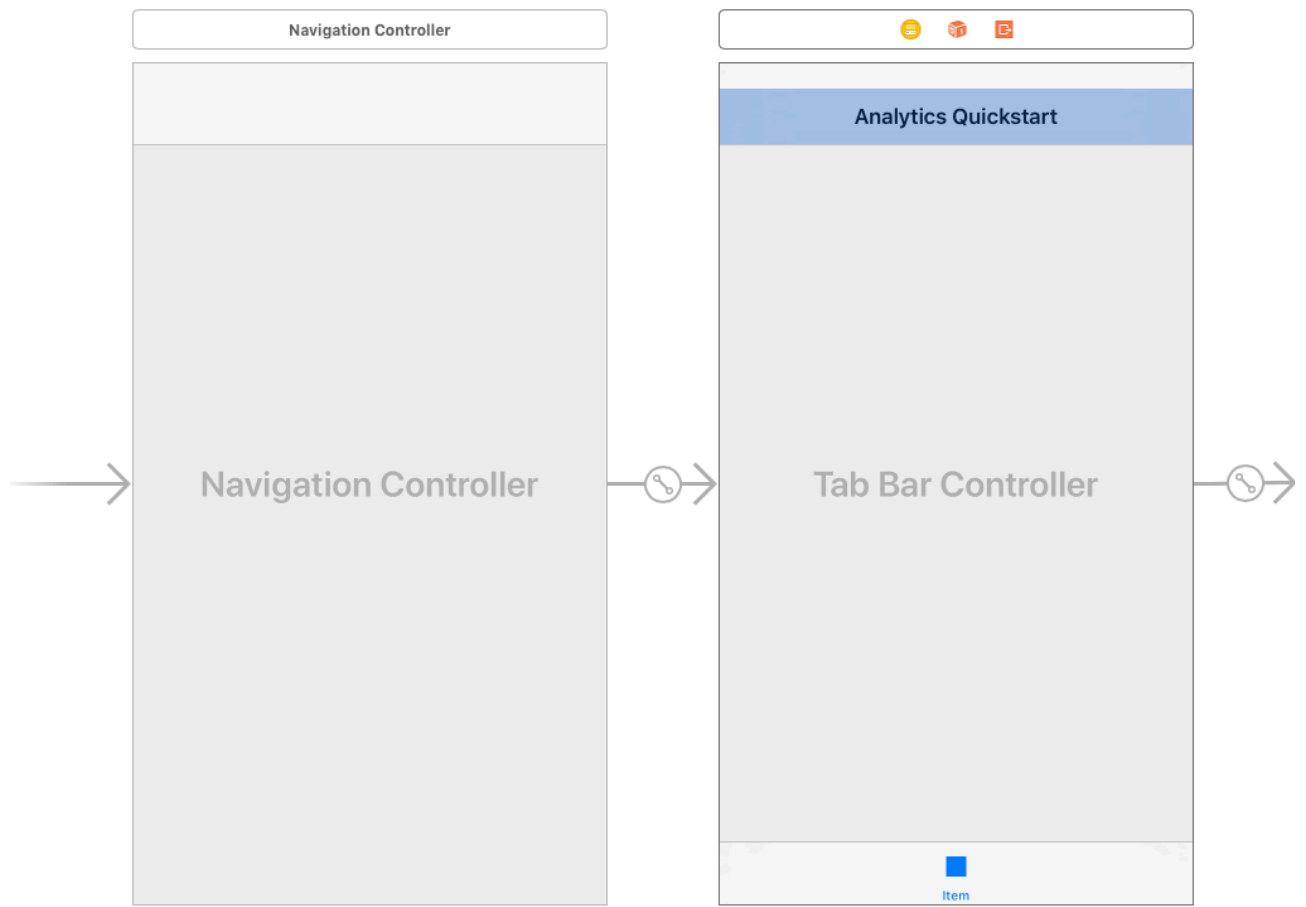 Navigation Controller
Analytics Quickstart
Navigation Controller
Tab Bar Controller
Item